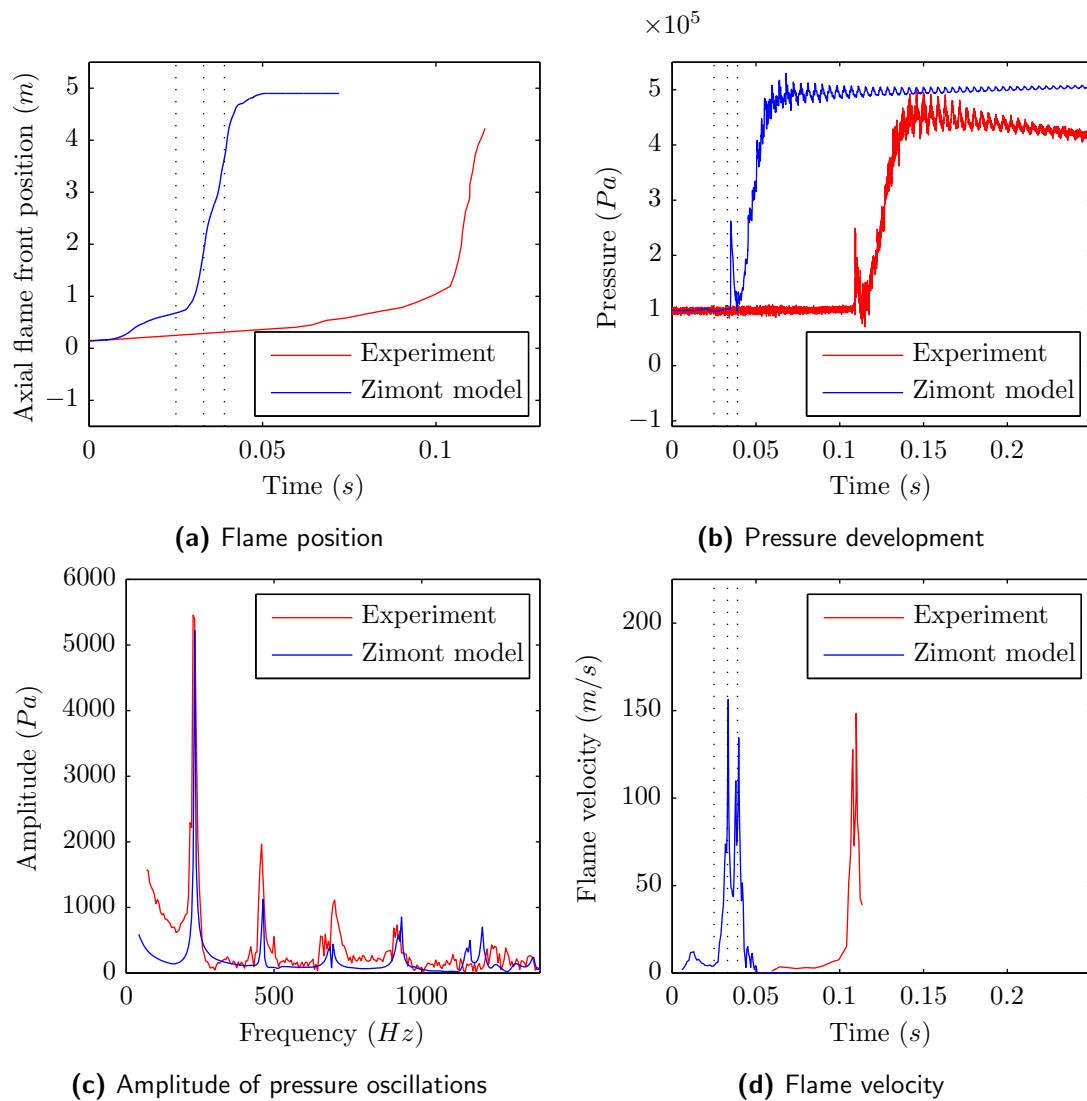 ×10⁵
Axial flame front position (m)
5
4
3
2
1
0
−1
0
0.05
0.1
Time (s)
Experiment
Zimont model
(a) Flame position
Pressure (Pa)
5
4
3
2
1
0
−1
0
0.05
0.1
0.15
0.2
Time (s)
Experiment
Zimont model
(b) Pressure development
Amplitude (Pa)
6000
5000
4000
3000
2000
1000
0
0
500
1000
Frequency (Hz)
Experiment
Zimont model
(c) Amplitude of pressure oscillations
Flame velocity (m/s)
200
150
100
50
0
0
0.05
0.1
0.15
0.2
Time (s)
Experiment
Zimont model
(d) Flame velocity